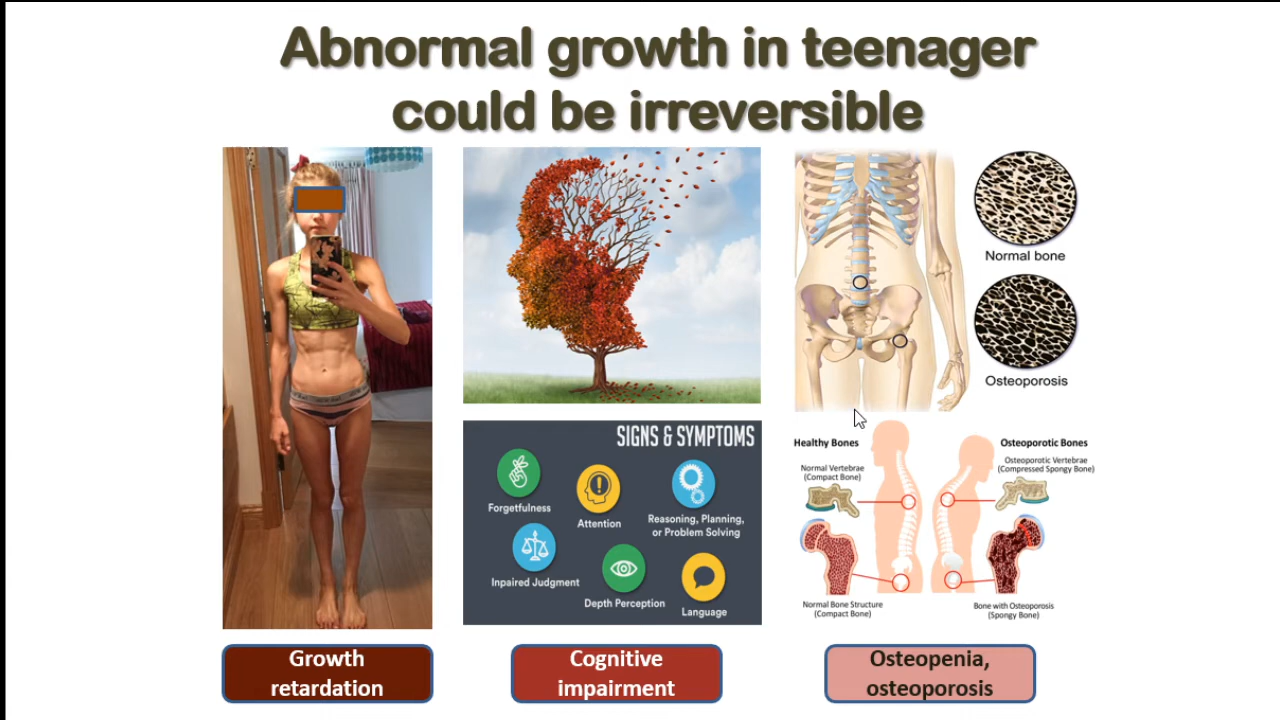 Abnormal growth in teenager
could be irreversible
Normal bone
Osteoporosis
SIGNS & SYMPTOMS
Forgetfulness
Attention
Reasoning, Planning,
or Problem Solving
Inpaired Judgment
Depth Perception
Language
Healthy Bones
Osteoporotic Bones
Normal Vertebrae
(Compact Bone)
Osteoporotic Vertebrae
(Compressed Spongy Bone)
Normal Bone Structure
(Compact Bone)
Bone with Osteoporosis
(Spongy Bone)
Growth
retardation
Cognitive
impairment
Osteopenia,
osteoporosis